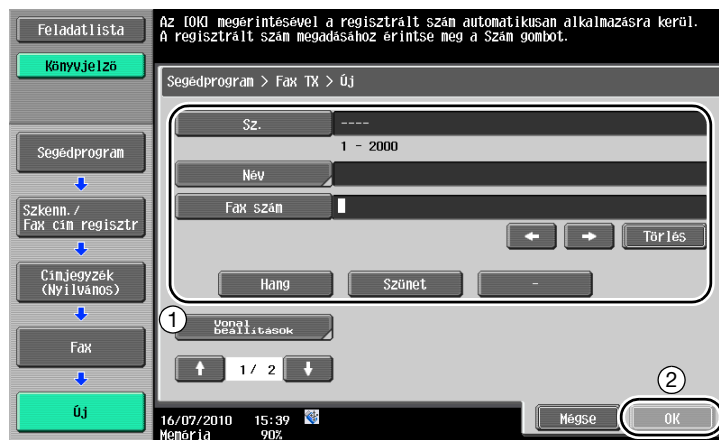 Feladatlista
Könyvjelző
Az [OK] megérintésével a regisztrált szám automatikusan alkalmazásra kerül.
A regisztrált szám megadásához érintse meg a Szám gombot.
Segédprogram > Fax TX > Új
Segédprogram
Szkenn./
Fax cím regisztr
Címjegyzék
(Nyilvános)
Fax
Új
Sz.
----
1 - 2000
Név
Fax szám
Törlés
Hang
Szünet
-
1
Vonal
beállítások
1/ 2
2
16/07/2010 15:39
Memória 90%
Mégse
OK